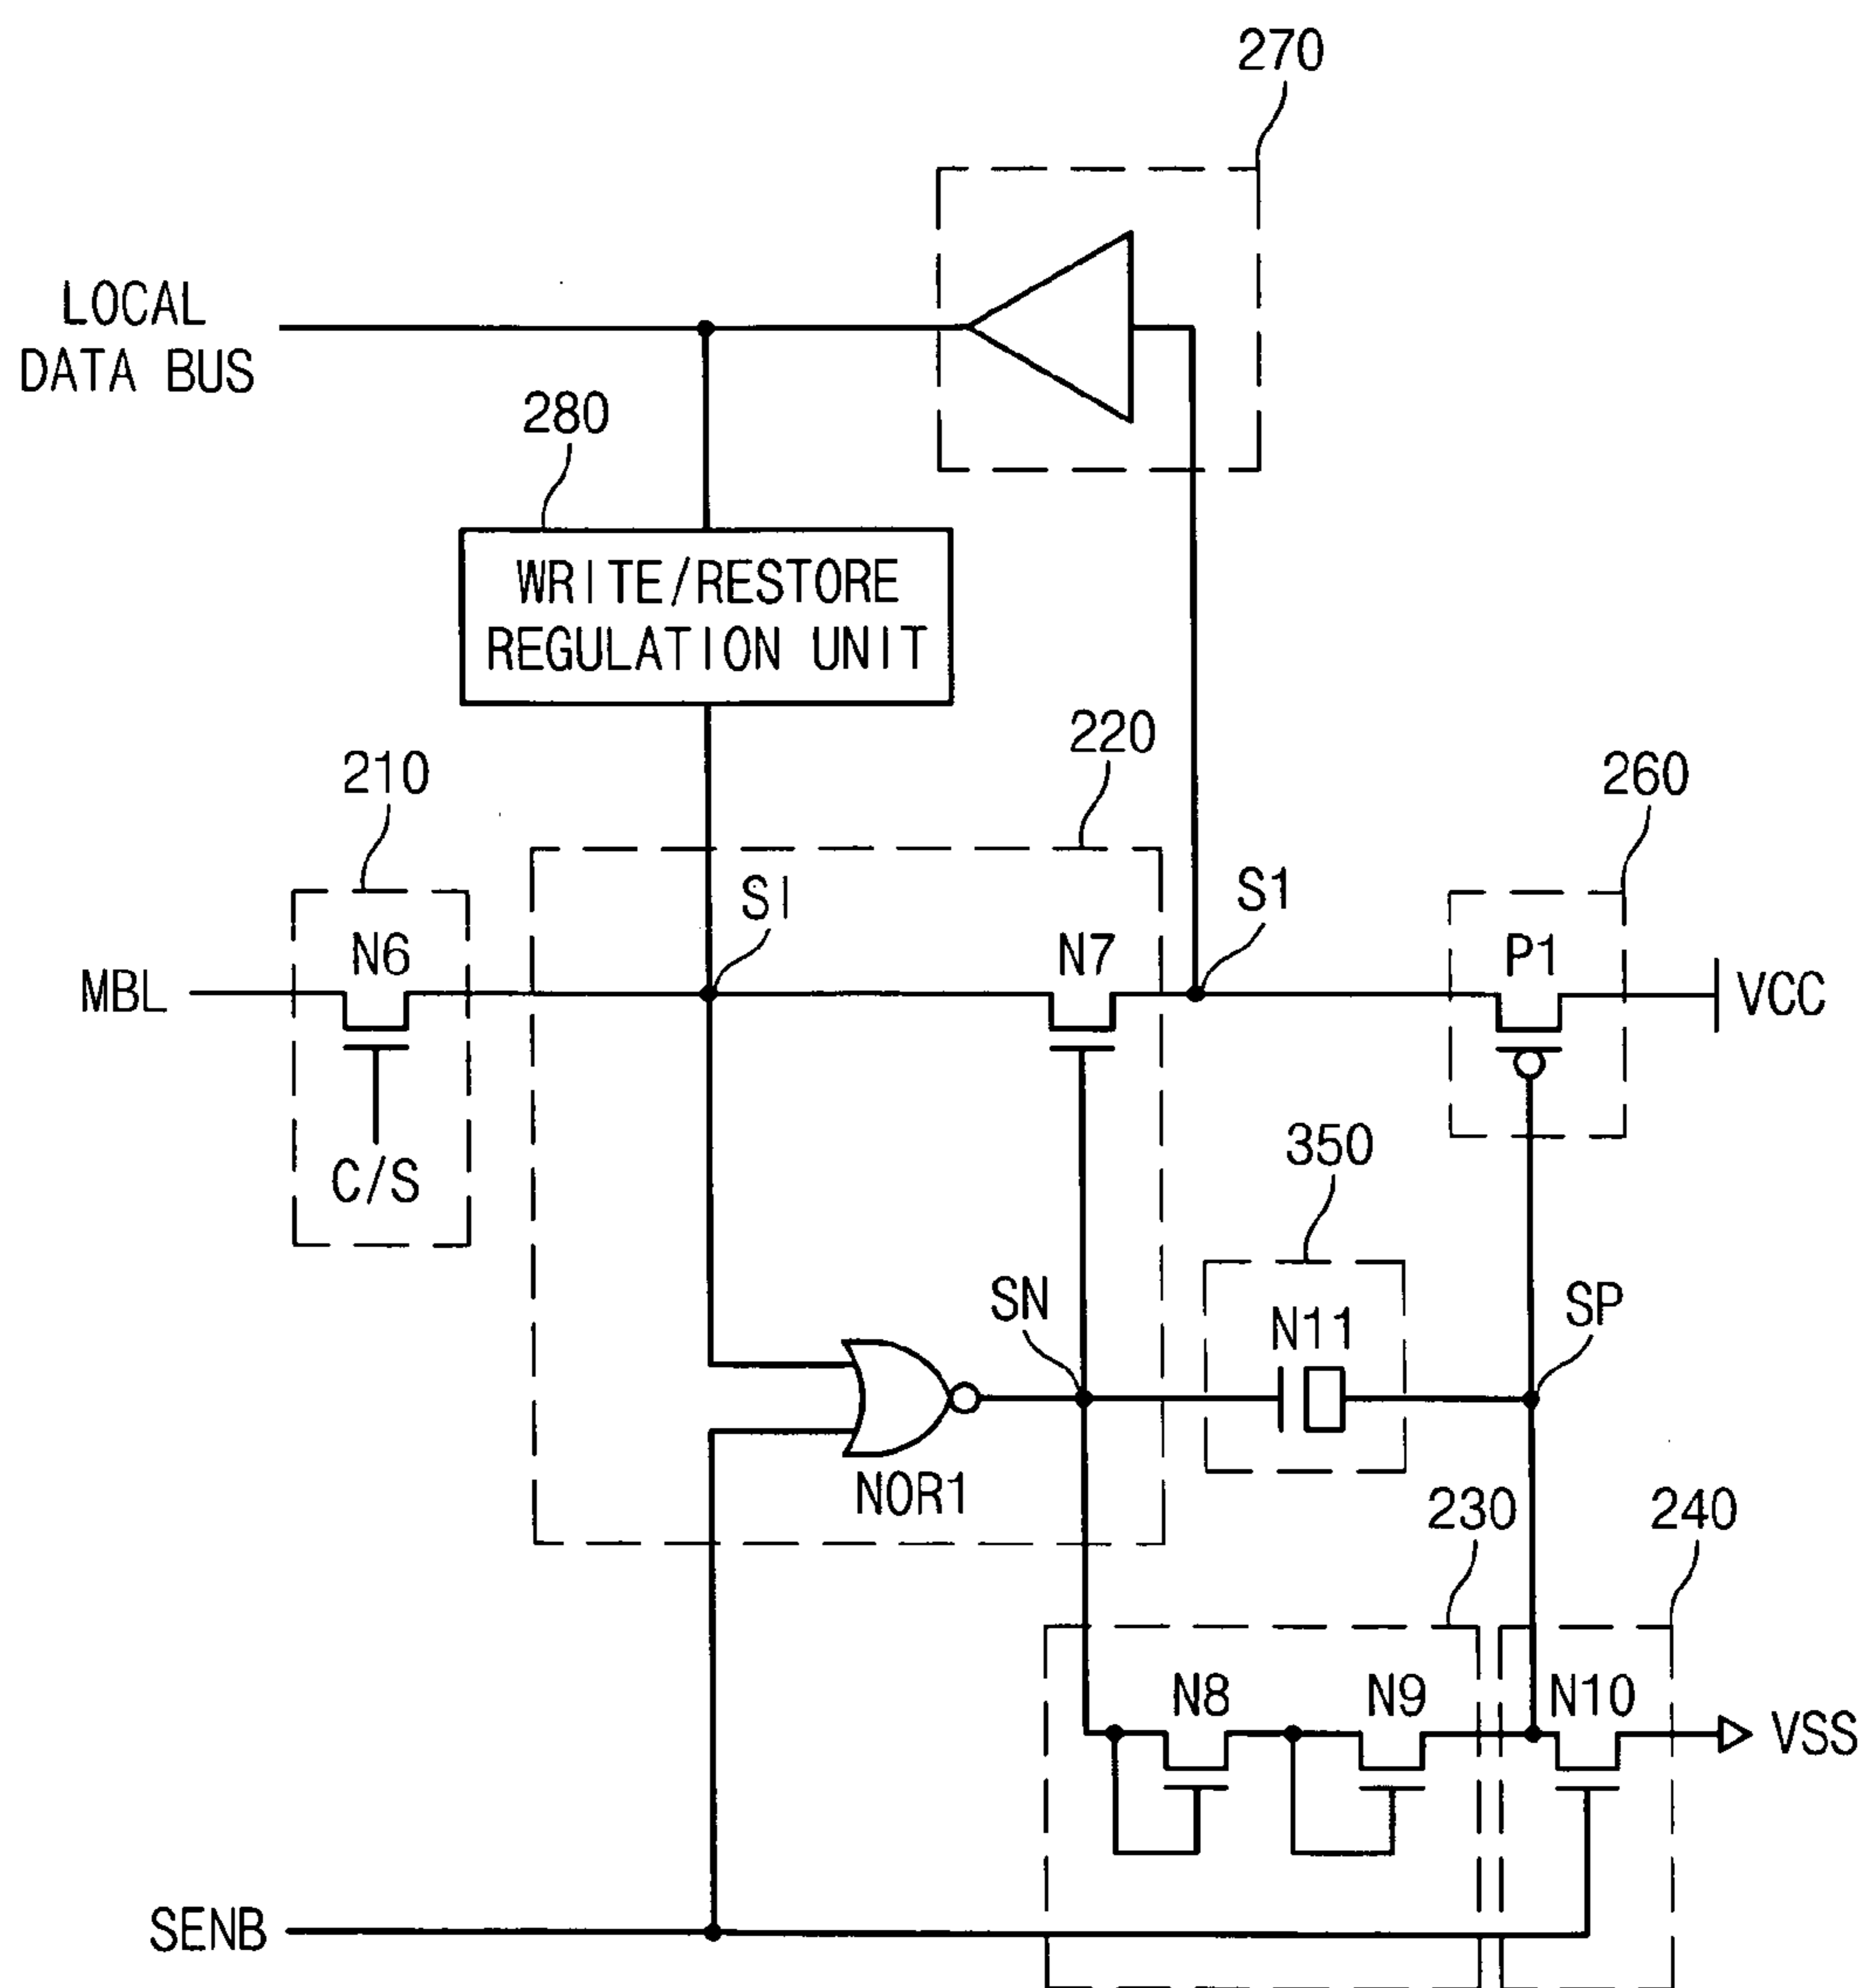 270
LOCAL
DATA BUS
280
WRITE/RESTORE
REGULATION UNIT
220
210
260
SI
S1
N6
N7
P1
MBL
VCC
C/S
350
SN
N11
SP
NOR1
230
240
N8
N9
N10
VSS
SENB